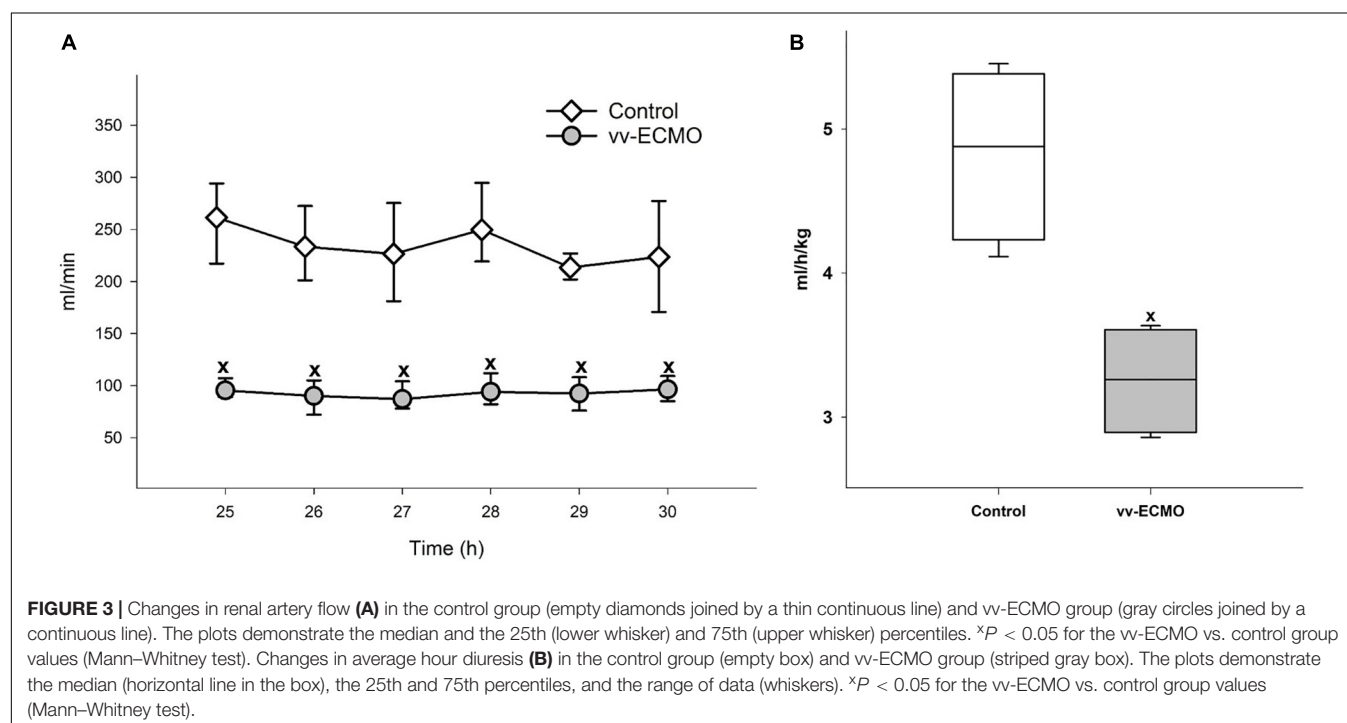 A
B
Control
vv-ECMO
350
300
250
200
150
100
50
ml/min
x x x x x x
25 26 27 28 29 30
Time (h)
5
4
3
ml/h/kg
x
Control vv-ECMO
FIGURE 3 | Changes in renal artery flow (A) in the control group (empty diamonds joined by a thin continuous line) and vv-ECMO group (gray circles joined by a
continuous line). The plots demonstrate the median and the 25th (lower whisker) and 75th (upper whisker) percentiles. ˣP < 0.05 for the vv-ECMO vs. control group
values (Mann–Whitney test). Changes in average hour diuresis (B) in the control group (empty box) and vv-ECMO group (striped gray box). The plots demonstrate
the median (horizontal line in the box), the 25th and 75th percentiles, and the range of data (whiskers). ˣP < 0.05 for the vv-ECMO vs. control group values
(Mann–Whitney test).